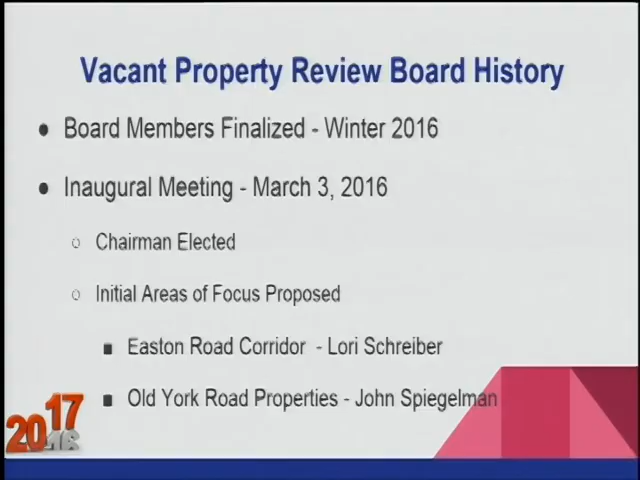 Vacant Property Review Board History
Board Members Finalized - Winter 2016
Inaugural Meeting - March 3, 2016
Chairman Elected
Initial Areas of Focus Proposed
Easton Road Corridor - Lori Schreiber
Old York Road Properties - John Spiegelman
2017
2016